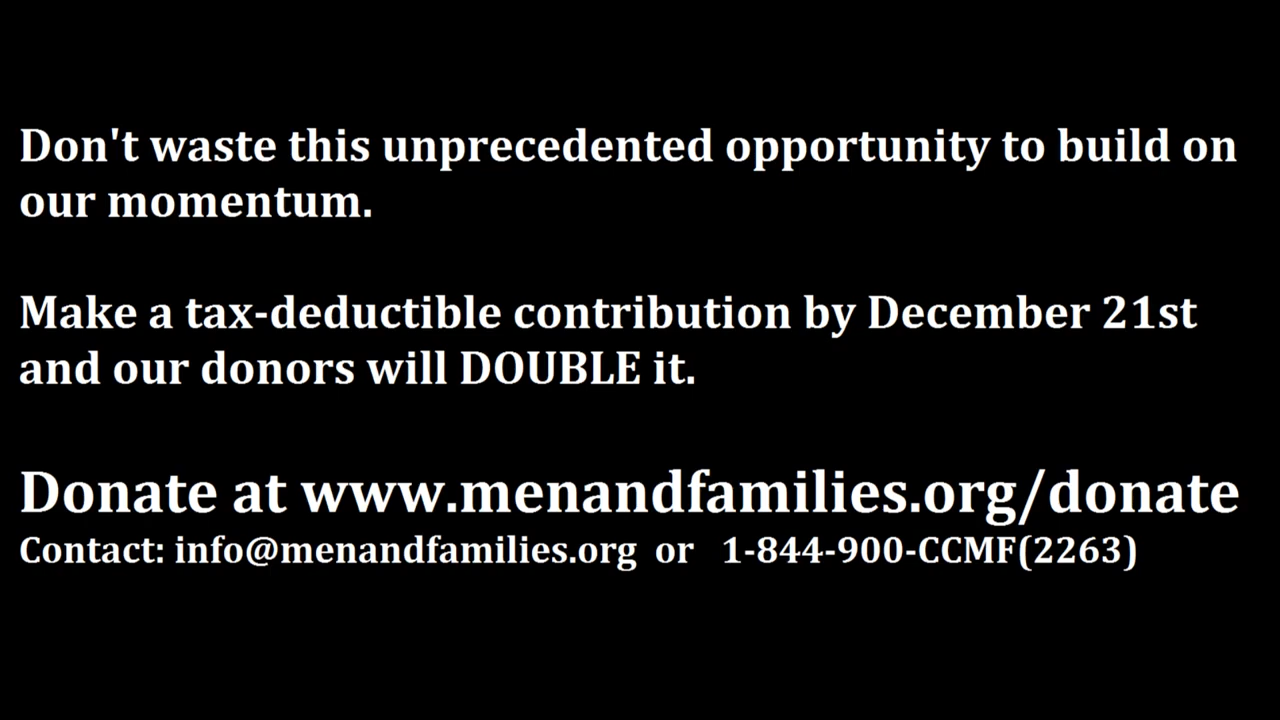 Don't waste this unprecedented opportunity to build on
our momentum.
Make a tax-deductible contribution by December 21st
and our donors will DOUBLE it.
Donate at www.menandfamilies.org/donate
Contact: info@menandfamilies.org or 1-844-900-CCMF(2263)